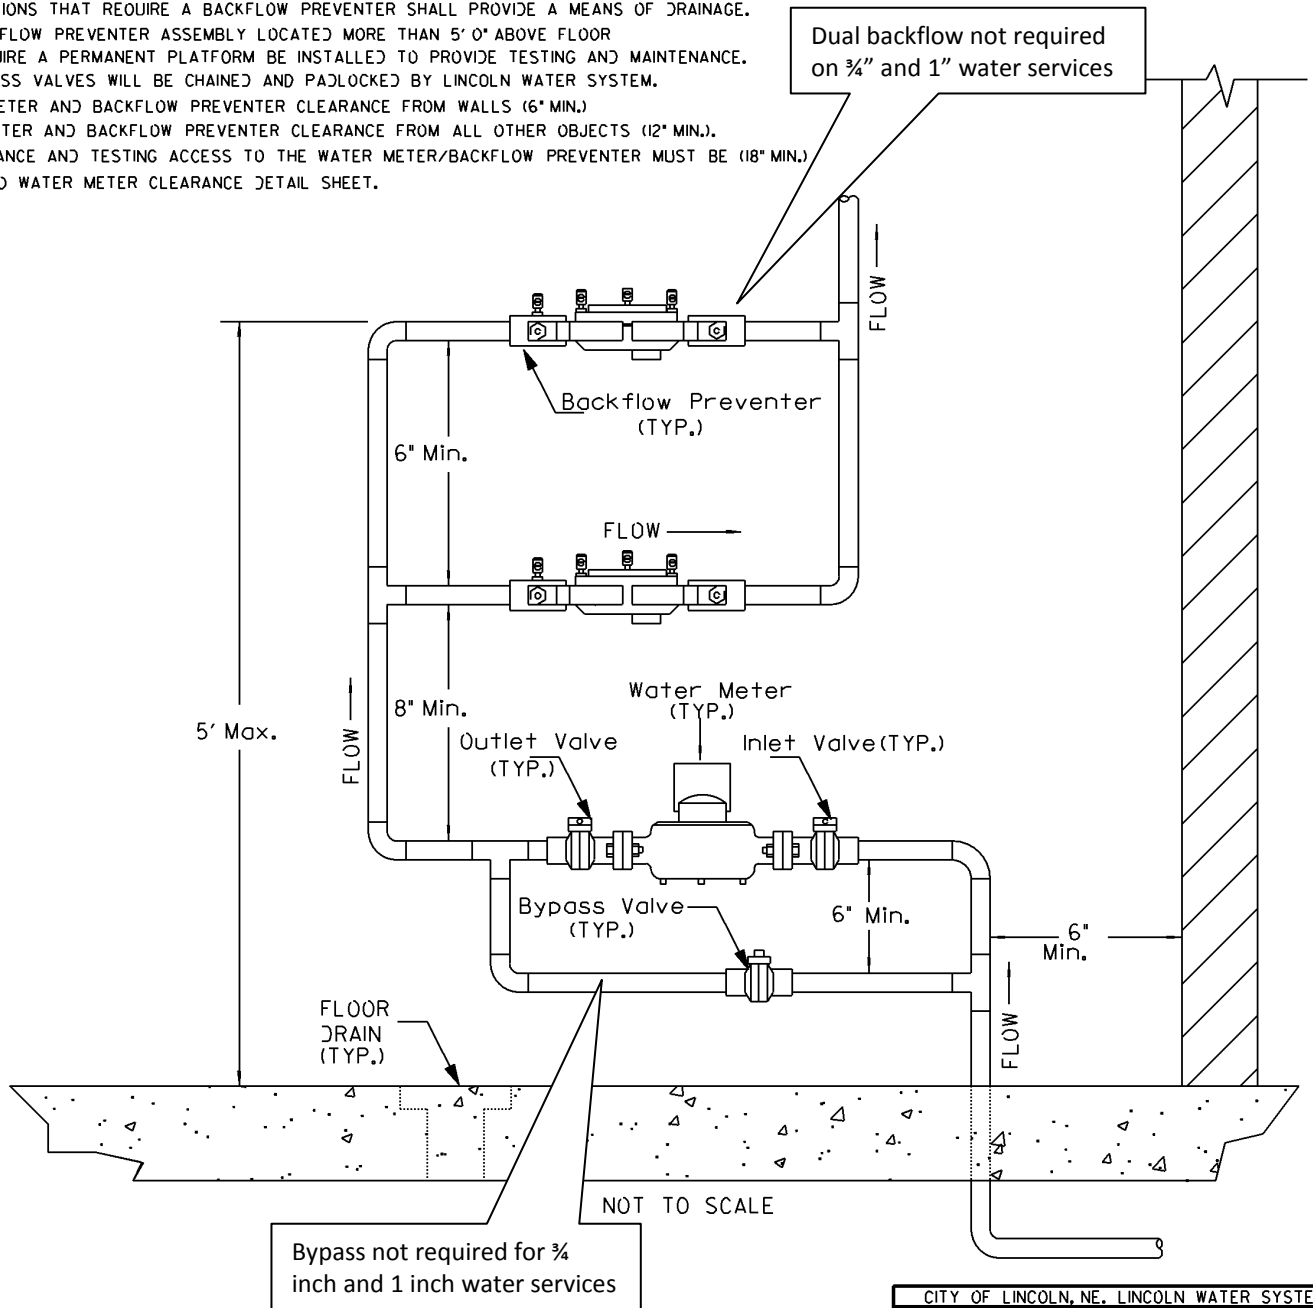 IONS THAT REQUIRE A BACKFLOW PREVENTER SHALL PROVIDE A MEANS OF DRAINAGE.
FLOW PREVENTER ASSEMBLY LOCATED MORE THAN 5' 0" ABOVE FLOOR
IRE A PERMANENT PLATFORM BE INSTALLED TO PROVIDE TESTING AND MAINTENANCE.
SS VALVES WILL BE CHAINED AND PADLOCKED BY LINCOLN WATER SYSTEM.
ETER AND BACKFLOW PREVENTER CLEARANCE FROM WALLS (6" MIN.)
TER AND BACKFLOW PREVENTER CLEARANCE FROM ALL OTHER OBJECTS (12" MIN.).
ANCE AND TESTING ACCESS TO THE WATER METER/BACKFLOW PREVENTER MUST BE (18" MIN.)
O WATER METER CLEARANCE DETAIL SHEET.
Dual backflow not required
on ¾" and 1" water services
FLOW
Backflow Preventer
(TYP.)
6" Min.
FLOW
8" Min.
5' Max.
FLOW
Water Meter
(TYP.)
Outlet Valve
(TYP.)
Inlet Valve(TYP.)
Bypass Valve
(TYP.)
6" Min.
6"
Min.
FLOW
FLOOR
DRAIN
(TYP.)
NOT TO SCALE
Bypass not required for ¾
inch and 1 inch water services
CITY OF LINCOLN, NE. LINCOLN WATER SYSTE